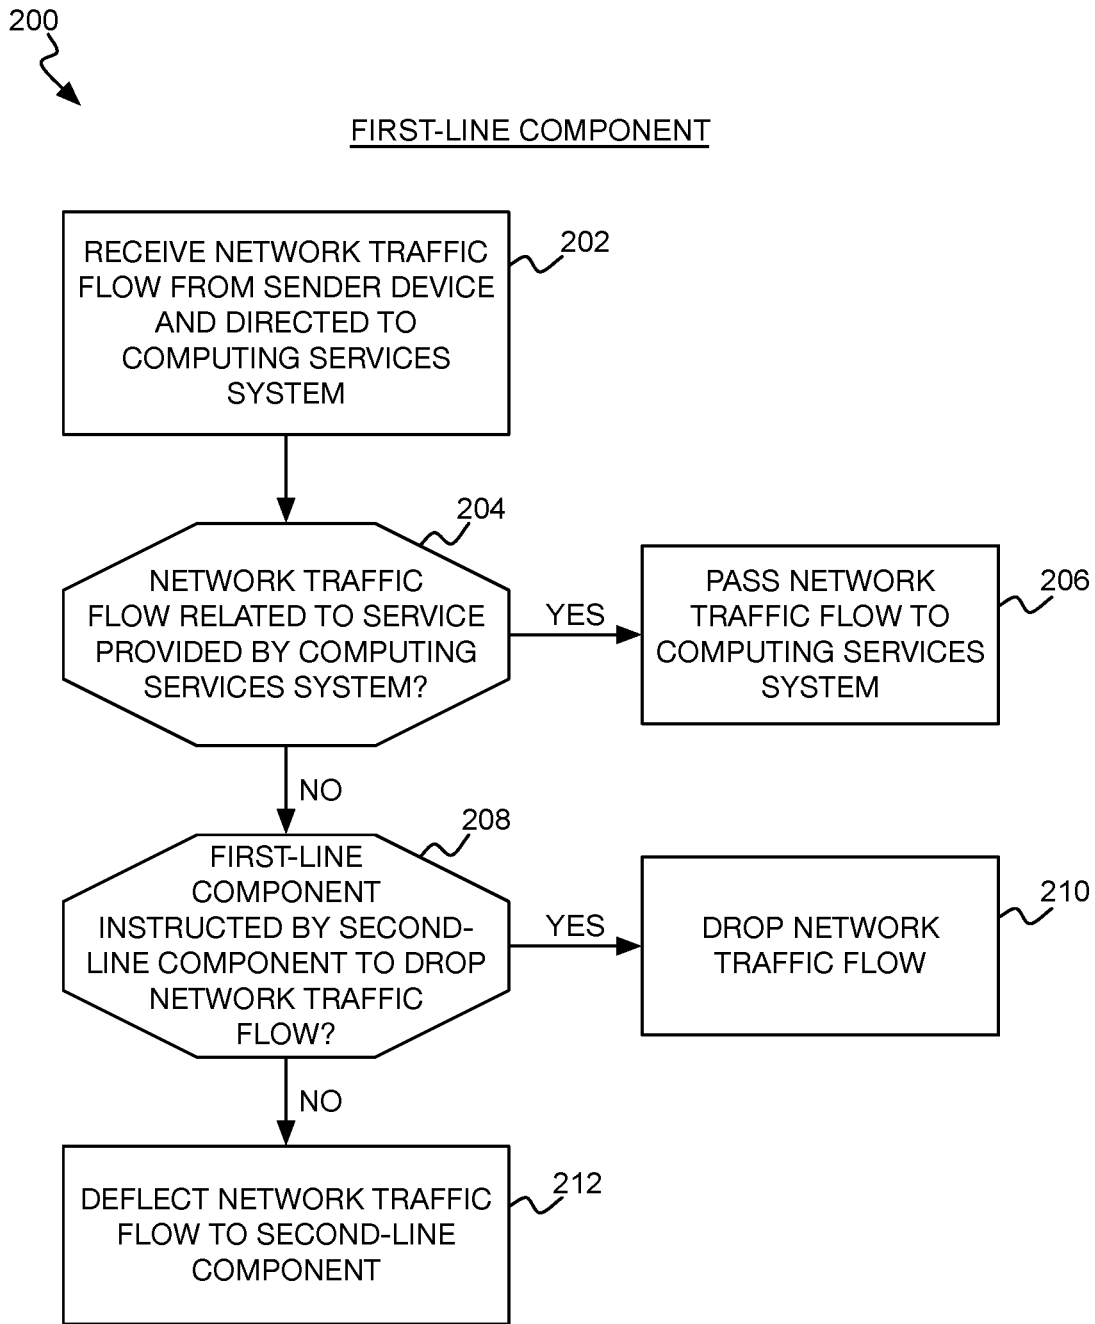 200
FIRST-LINE COMPONENT
RECEIVE NETWORK TRAFFIC
FLOW FROM SENDER DEVICE
AND DIRECTED TO
COMPUTING SERVICES
SYSTEM
202
204
NETWORK TRAFFIC
FLOW RELATED TO SERVICE
PROVIDED BY COMPUTING
SERVICES SYSTEM?
YES
PASS NETWORK
TRAFFIC FLOW TO
COMPUTING SERVICES
SYSTEM
206
NO
208
FIRST-LINE
COMPONENT
INSTRUCTED BY SECOND-
LINE COMPONENT TO DROP
NETWORK TRAFFIC
FLOW?
YES
DROP NETWORK
TRAFFIC FLOW
210
NO
DEFLECT NETWORK TRAFFIC
FLOW TO SECOND-LINE
COMPONENT
212